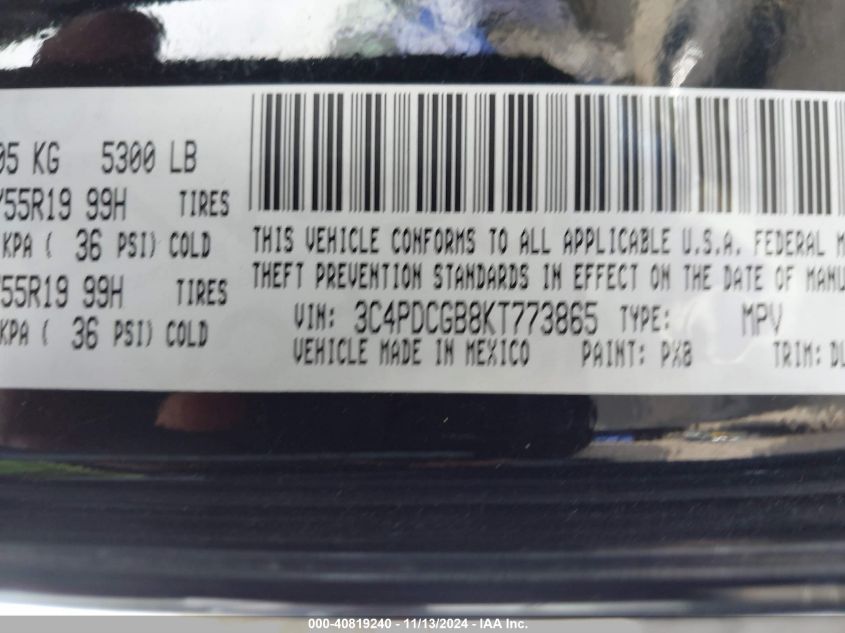 05 KG 5300 LB
/55R19 99H TIRES
KPA ( 36 PSI) COLD
55R19 99H TIRES
KPA ( 36 PSI) COLD
THIS VEHICLE CONFORMS TO ALL APPLICABLE U.S.A. FEDERAL M
THEFT PREVENTION STANDARDS IN EFFECT ON THE DATE OF MANU
VIN: 3C4PDCGB8KT773865 TYPE: MPV
VEHICLE MADE IN MEXICO PAINT: PX8 TRIM: DL
000-40819240 - 11/13/2024 - IAA Inc.